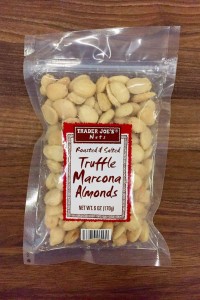 TRADER JOE'S
Nuts
Roasted & Salted
Truffle
Marcona
Almonds
NET WT. 6 OZ (170g)